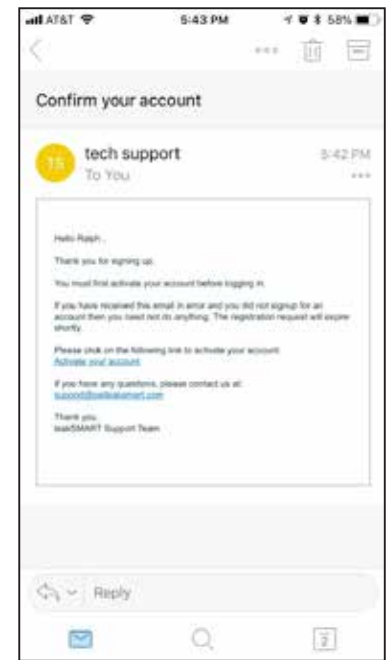 AT&T 5:43 PM 58%
Confirm your account
TS tech support 5:42 PM
To You
Hello Ralph .
Thank you for signing up.
You must first activate your account before logging in.
If you have received this email in error and you did not signup for an
account then you need not do anything. The registration request will expire
shortly.
Please click on the following link to activate your account:
Activate your account
If you have any questions, please contact us at:
Thank you,
leakSMART Support Team
Reply
2